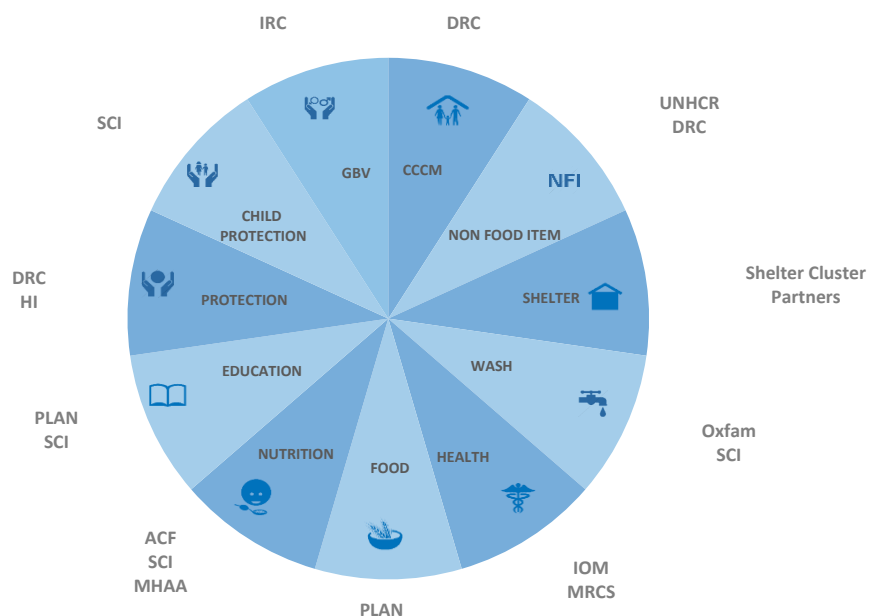 IRC
DRC
UNHCR
DRC
SCI
NFI
GBV
CCCM
CHILD
PROTECTION
NON FOOD ITEM
DRC
HI
PROTECTION
SHELTER
Shelter Cluster
Partners
EDUCATION
WASH
PLAN
SCI
Oxfam
SCI
NUTRITION
FOOD
HEALTH
ACF
SCI
MHAA
IOM
MRCS
PLAN